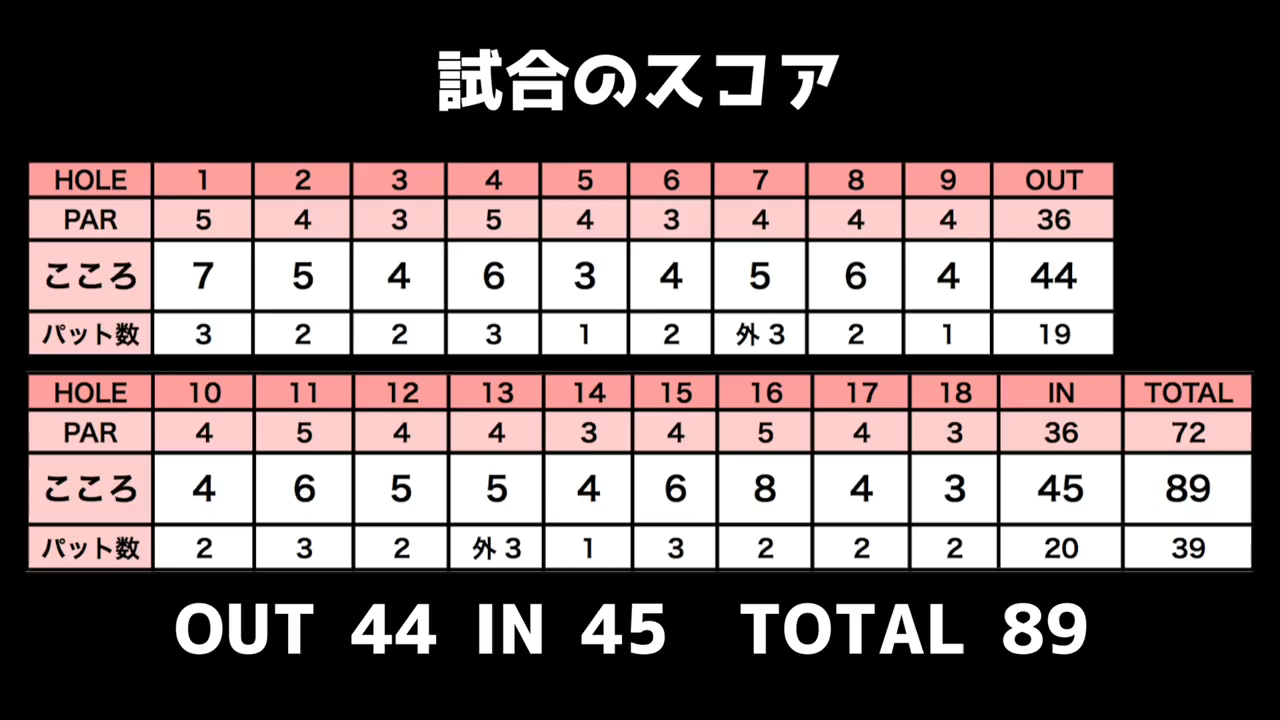 試合のスコア
HOLE 1 2 3 4 5 6 7 8 9 OUT
PAR 5 4 3 5 4 3 4 4 4 36
こころ 7 5 4 6 3 4 5 6 4 44
パット数 3 2 2 3 1 2 外3 2 1 19
HOLE 10 11 12 13 14 15 16 17 18 IN TOTAL
PAR 4 5 4 4 3 4 5 4 3 36 72
こころ 4 6 5 5 4 6 8 4 3 45 89
パット数 2 3 2 外3 1 3 2 2 2 20 39
OUT 44 IN 45 TOTAL 89